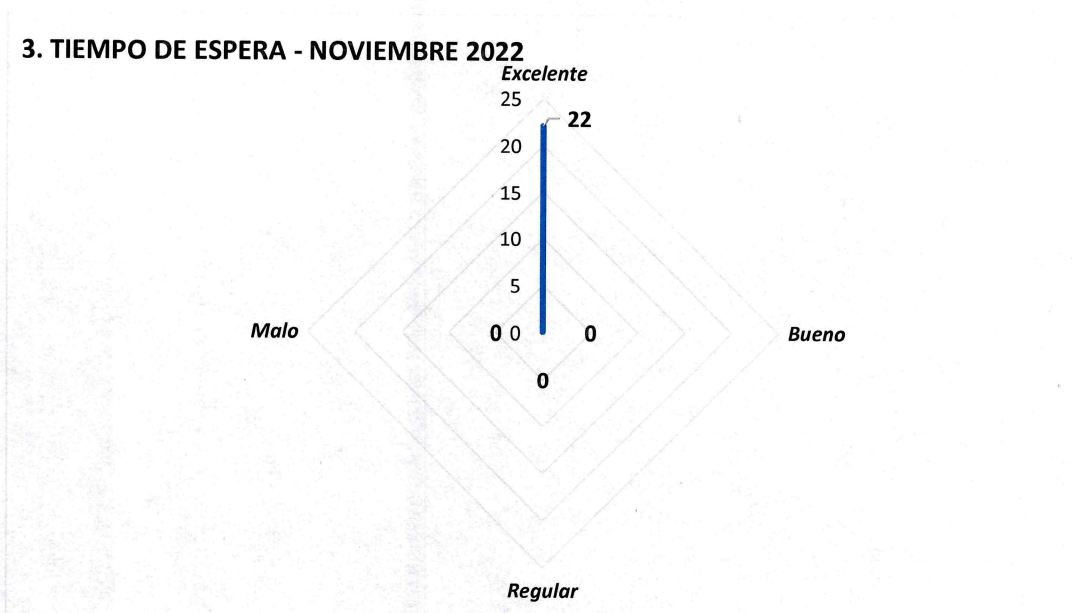 3. TIEMPO DE ESPERA - NOVIEMBRE 2022
Excelente
25
22
20
15
10
5
Malo
0 0
0
Bueno
0
Regular